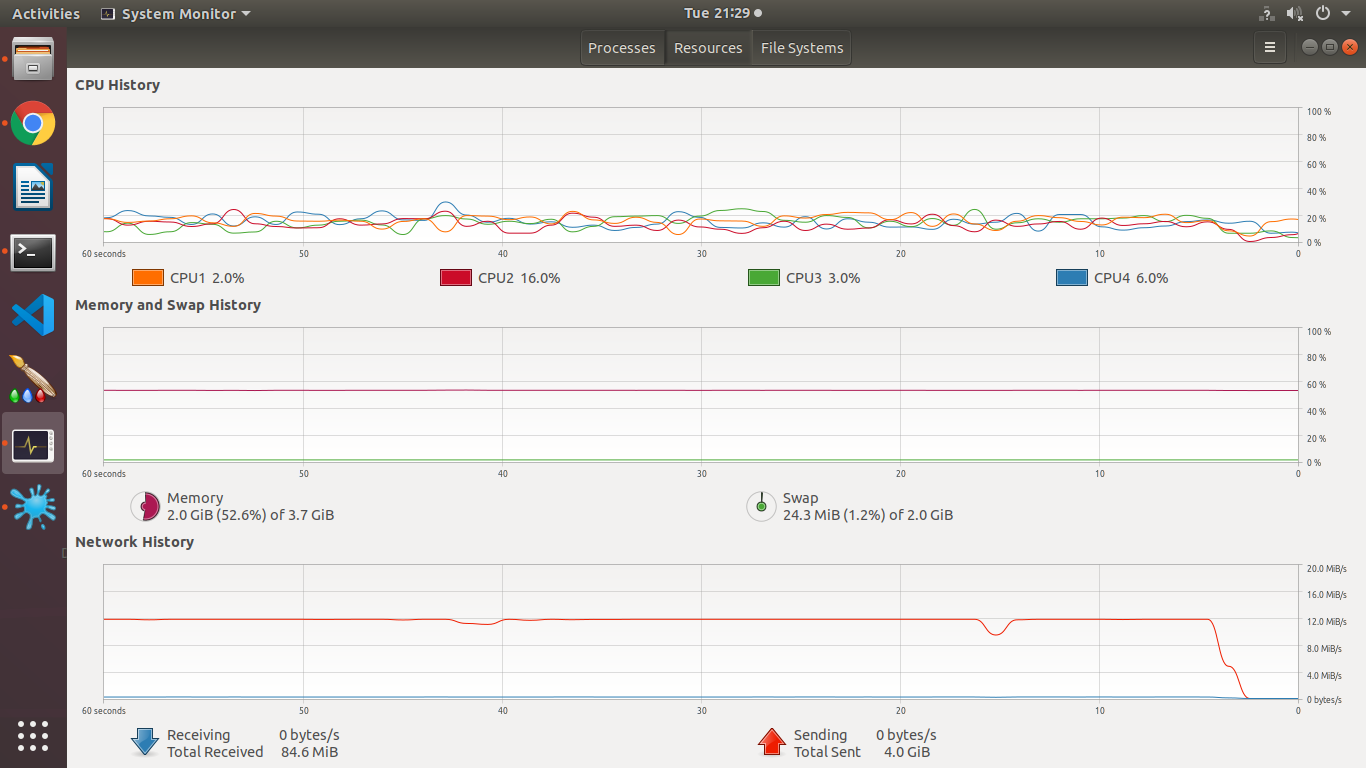 Activities System Monitor Tue 21:29
Processes Resources File Systems
CPU History
100 %
80 %
60 %
40 %
20 %
0 %
60 seconds 50 40 30 20 10 0
CPU1 2.0% CPU2 16.0% CPU3 3.0% CPU4 6.0%
Memory and Swap History
100 %
80 %
60 %
40 %
20 %
0 %
60 seconds 50 40 30 20 10 0
Memory
2.0 GiB (52.6%) of 3.7 GiB
Swap
24.3 MiB (1.2%) of 2.0 GiB
Network History
20.0 MiB/s
16.0 MiB/s
12.0 MiB/s
8.0 MiB/s
4.0 MiB/s
0 bytes/s
60 seconds 50 40 30 20 10 0
Receiving 0 bytes/s
Total Received 84.6 MiB
Sending 0 bytes/s
Total Sent 4.0 GiB